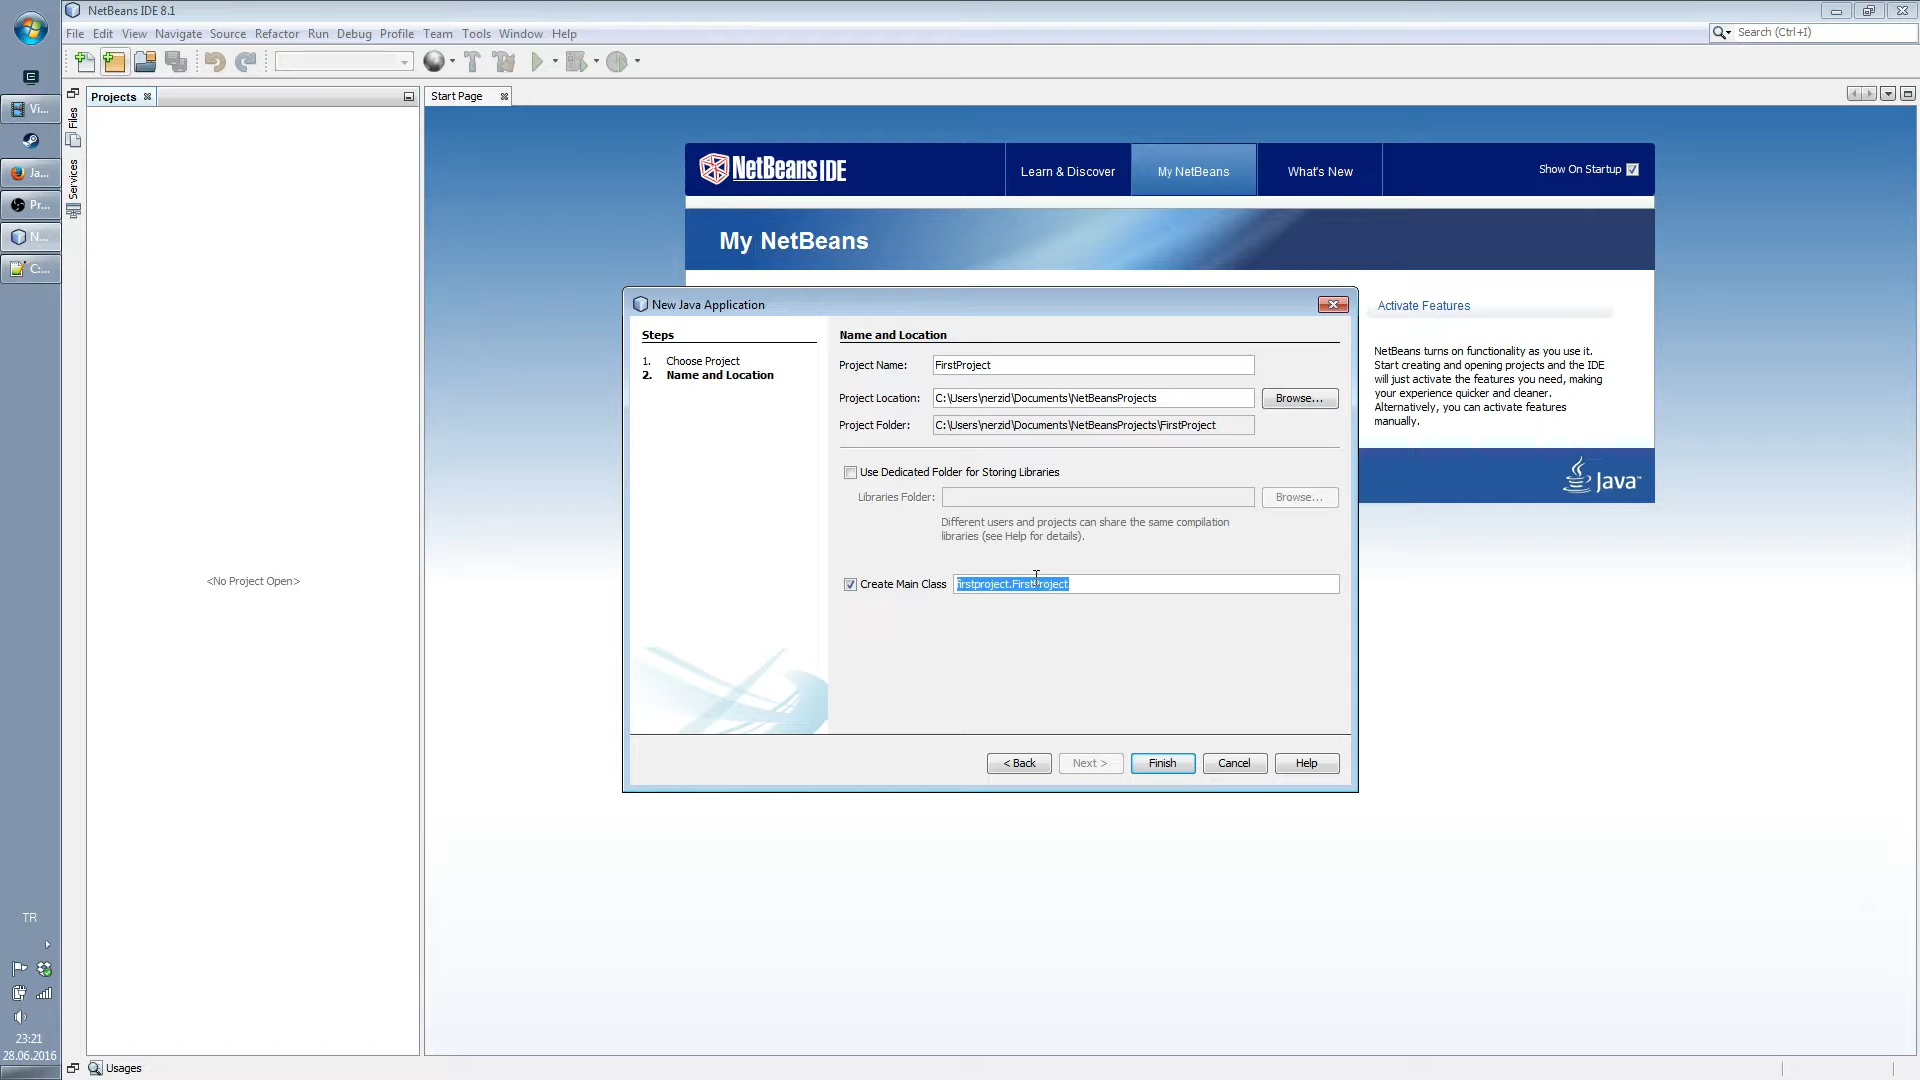 NetBeans IDE 8.1
File Edit View Navigate Source Refactor Run Debug Profile Team Tools Window Help
Search (Ctrl+I)
Projects
Start Page
Files
Services
Vi...
Ja...
Pr...
N...
C:...
NetBeans IDE
Learn & Discover
My NetBeans
What's New
Show On Startup
My NetBeans
Activate Features
NetBeans turns on functionality as you use it.
Start creating and opening projects and the IDE
will just activate the features you need, making
your experience quicker and cleaner.
Alternatively, you can activate features
manually.
Java
<No Project Open>
New Java Application
Steps
1. Choose Project
2. Name and Location
Name and Location
Project Name: FirstProject
Project Location: C:\Users\nerzid\Documents\NetBeansProjects Browse...
Project Folder: C:\Users\nerzid\Documents\NetBeansProjects\FirstProject
Use Dedicated Folder for Storing Libraries
Libraries Folder: Browse...
Different users and projects can share the same compilation
libraries (see Help for details).
Create Main Class firstproject.FirstProject
< Back Next > Finish Cancel Help
TR
23:21
28.06.2016
Usages